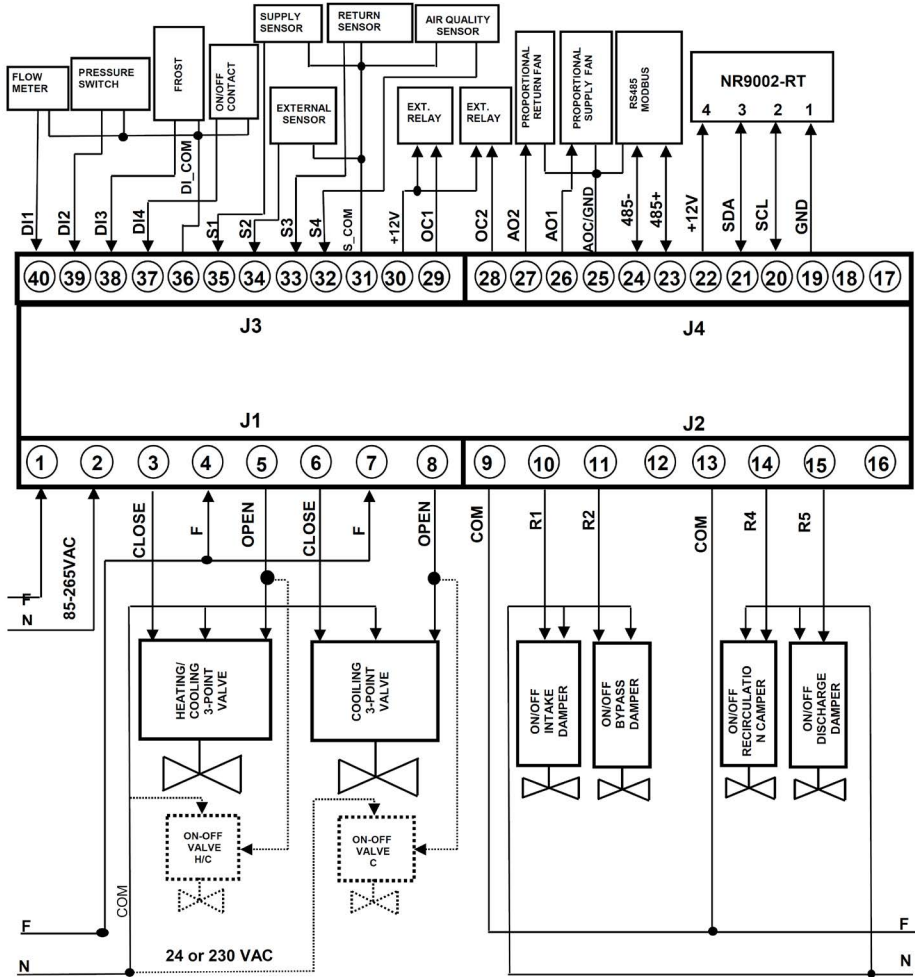 SUPPLY
SENSOR
RETURN
SENSOR
AIR QUALITY
SENSOR
FLOW
METER
PRESSURE
SWITCH
FROST
ON/OFF
CONTACT
EXTERNAL
SENSOR
EXT.
RELAY
EXT.
RELAY
PROPORTIONAL
RETURN FAN
PROPORTIONAL
SUPPLY FAN
RS485
MODBUS
NR9002-RT
4 3 2 1
DI1
DI2
DI3
DI4
DI_COM
S1
S2
S3
S4
S_COM
+12V
OC1
OC2
AO2
AO1
AOC/GND
485-
485+
+12V
SDA
SCL
GND
40 39 38 37 36 35 34 33 32 31 30 29 28 27 26 25 24 23 22 21 20 19 18 17
J3 J4
J1 J2
1 2 3 4 5 6 7 8 9 10 11 12 13 14 15 16
F
N
85-265VAC
CLOSE
F
OPEN
CLOSE
F
OPEN
COM
R1
R2
COM
R4
R5
HEATING/
COOLING
3-POINT
VALVE
COOILING
3-POINT
VALVE
ON/OFF
INTAKE
DAMPER
ON/OFF
BYPASS
DAMPER
ON/OFF
RECIRCULATIO
N CAMPER
ON/OFF
DISCHARGE
DAMPER
ON-OFF
VALVE
H/C
ON-OFF
VALVE
C
COM
F F
24 or 230 VAC
N N